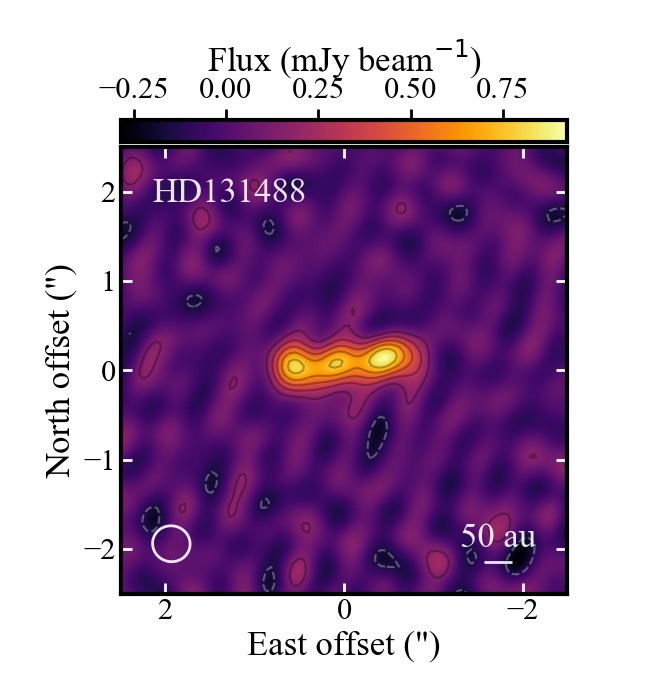 Flux (mJy beam⁻¹)
−0.25 0.00 0.25 0.50 0.75
HD131488
2
1
0
−1
−2
North offset (")
50 au
2 0 −2
East offset (")